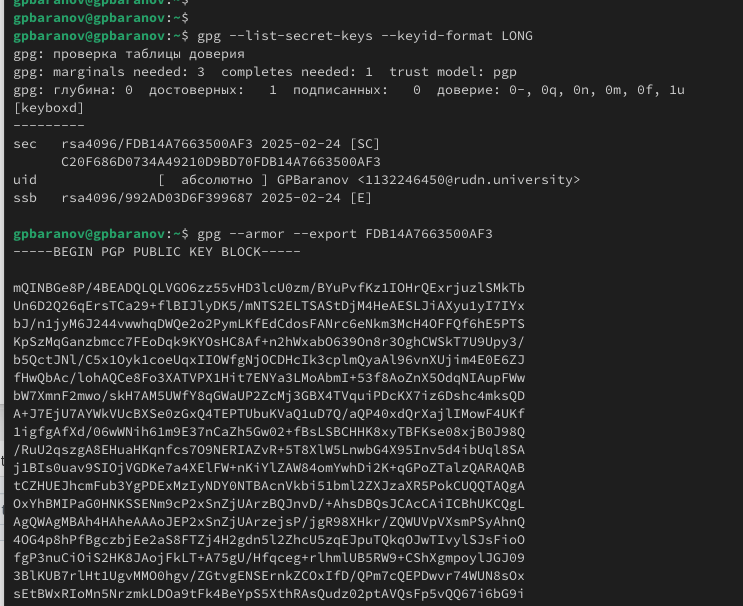 gpbaranov@gpbaranov:~$
gpbaranov@gpbaranov:~$
gpbaranov@gpbaranov:~$ gpg --list-secret-keys --keyid-format LONG
gpg: проверка таблицы доверия
gpg: marginals needed: 3  completes needed: 1  trust model: pgp
gpg: глубина: 0  достоверных:   1  подписанных:   0  доверие: 0-, 0q, 0n, 0m, 0f, 1u
[keyboxd]
---------
sec   rsa4096/FDB14A7663500AF3 2025-02-24 [SC]
      C20F686D0734A49210D9BD70FDB14A7663500AF3
uid                 [  абсолютно ] GPBaranov <1132246450@rudn.university>
ssb   rsa4096/992AD03D6F399687 2025-02-24 [E]
gpbaranov@gpbaranov:~$ gpg --armor --export FDB14A7663500AF3
-----BEGIN PGP PUBLIC KEY BLOCK-----
mQINBGe8P/4BEADQLQLVGO6zz55vHD3lcU0zm/BYuPvfKz1IOHrQExrjuzlSMkTb
Un6D2Q26qErsTCa29+flBIJlyDK5/mNTS2ELTSAStDjM4HeAESLJiAXyu1yI7IYx
bJ/n1jyM6J244vwwhqDWQe2o2PymLKfEdCdosFANrc6eNkm3McH4OFFQf6hE5PTS
KpSzMqGanzbmcc7FEoDqk9KYOsHC8Af+n2hWxabO639On8r3OghCWSkT7U9Upy3/
b5QctJNl/C5x1Oyk1coeUqxIIOWfgNjOCDHcIk3cplmQyaAl96vnXUjim4E0E6ZJ
fHwQbAc/lohAQCe8Fo3XATVPX1Hit7ENYa3LMoAbmI+53f8AoZnX5OdqNIAupFWw
bW7XmnF2mwo/skH7AM5UWfY8qGWaUP2ZcMj3GBX4TVquiPDcKX7iz6Dshc4mksQD
A+J7EjU7AYWkVUcBXSe0zGxQ4TEPTUbuKVaQ1uD7Q/aQP40xdQrXajlIMowF4UKf
1igfgAfXd/06wWNih61m9E37nCaZh5Gw02+fBsLSBCHHK8xyTBFKse08xjB0J98Q
/RuU2qszgA8EHuaHKqnfcs7O9NERIAZvR+5T8XlW5LnwbG4X95Inv5d4ibUql8SA
j1BIs0uav9SIOjVGDKe7a4XElFW+nKiYlZAW84omYwhDi2K+qGPoZTalzQARAQAB
tCZHUEJhcmFub3YgPDExMzIyNDY0NTBAcnVkbi51bml2ZXJzaXR5PokCUQQTAQgA
OxYhBMIPaG0HNKSSENm9cP2xSnZjUArzBQJnvD/+AhsDBQsJCAcCAiICBhUKCQgL
AgQWAgMBAh4HAheAAAoJEP2xSnZjUArzejsP/jgR98XHkr/ZQWUVpVXsmPSyAhnQ
4OG4p8hPfBgczbjEe2aS8FTZj4H2gdn5l2ZhcU5zqEJpuTQkqOJwTIvylSJsFioO
fgP3nuCiOiS2HK8JAojFkLT+A75gU/Hfqceg+rlhmlUB5RW9+CShXgmpoylJGJ09
3BlKUB7rlHt1UgvMMO0hgv/ZGtvgENSErnkZCOxIfD/QPm7cQEPDwvr74WUN8sOx
sEtBWxRIoMn5NrzmkLDOa9tFk4BeYpS5XthRAsQudz02ptAVQsFp5vQQ67i6bG9i